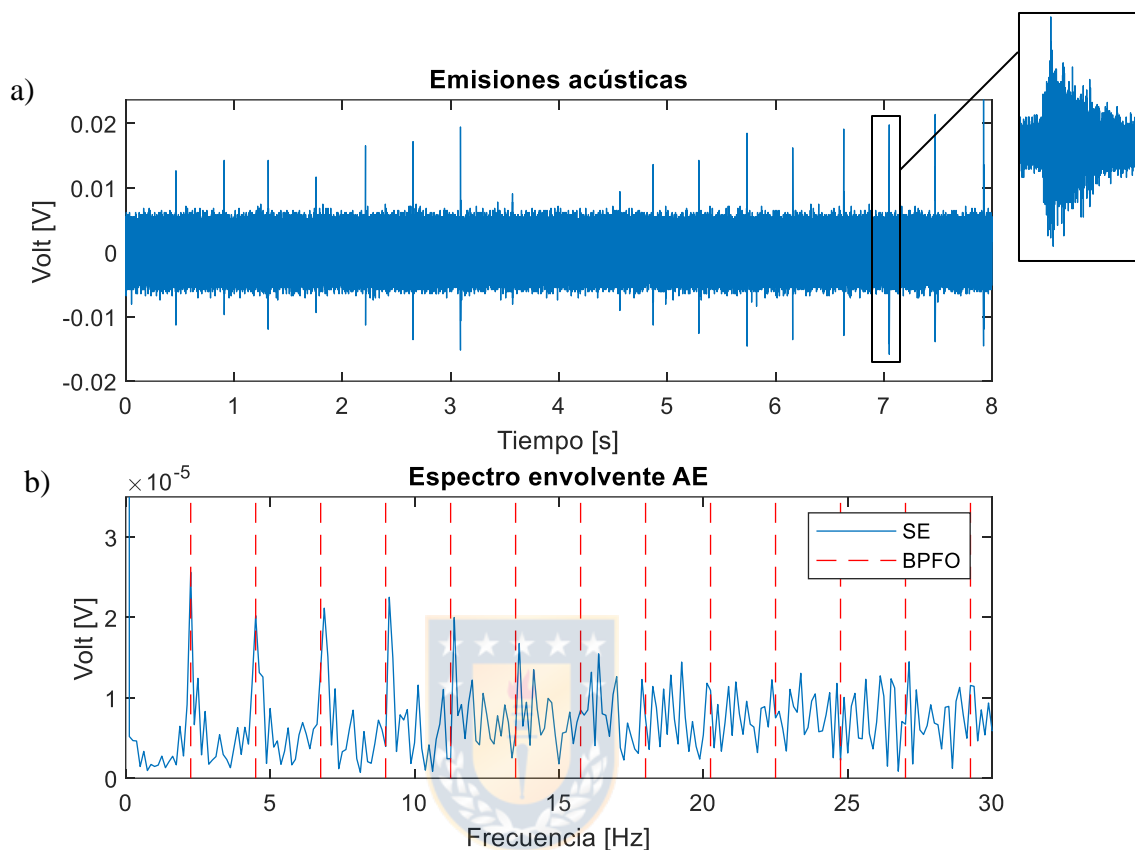 a)
Emisiones acústicas
0.02
0.01
0
-0.01
-0.02
Volt [V]
0 1 2 3 4 5 6 7 8
Tiempo [s]
b)
×10⁻⁵
Espectro envolvente AE
3
2
1
0
Volt [V]
SE
BPFO
0 5 10 15 20 25 30
Frecuencia [Hz]